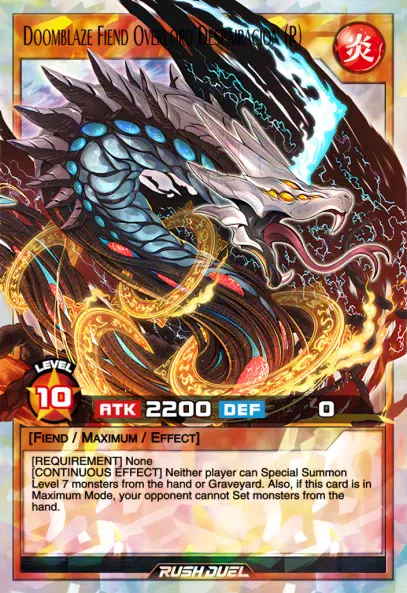 Doomblaze Fiend Overlord Despairacion (R)
炎
LEVEL
10
ATK 2200 DEF 0
[Fiend / Maximum / Effect]
[REQUIREMENT] None
[CONTINUOUS EFFECT] Neither player can Special Summon
Level 7 monsters from the hand or Graveyard. Also, if this card is in
Maximum Mode, your opponent cannot Set monsters from the
hand.
RUSH DUEL